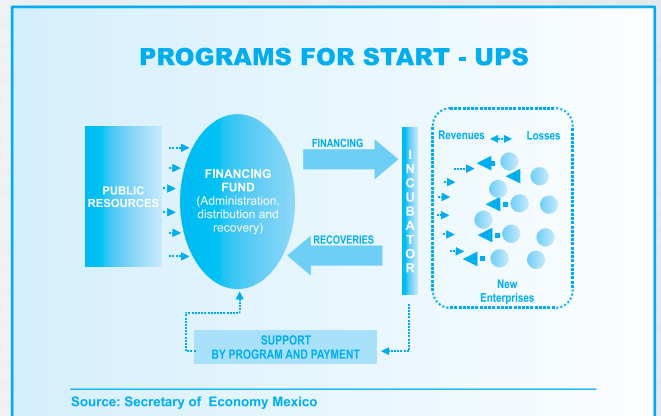 PROGRAMS FOR START - UPS
PUBLIC
RESOURCES
FINANCING
FUND
(Administration,
distribution and
recovery)
FINANCING
RECOVERIES
INCUBATOR
Revenues
Losses
New
Enterprises
SUPPORT
BY PROGRAM AND PAYMENT
Source: Secretary of Economy Mexico